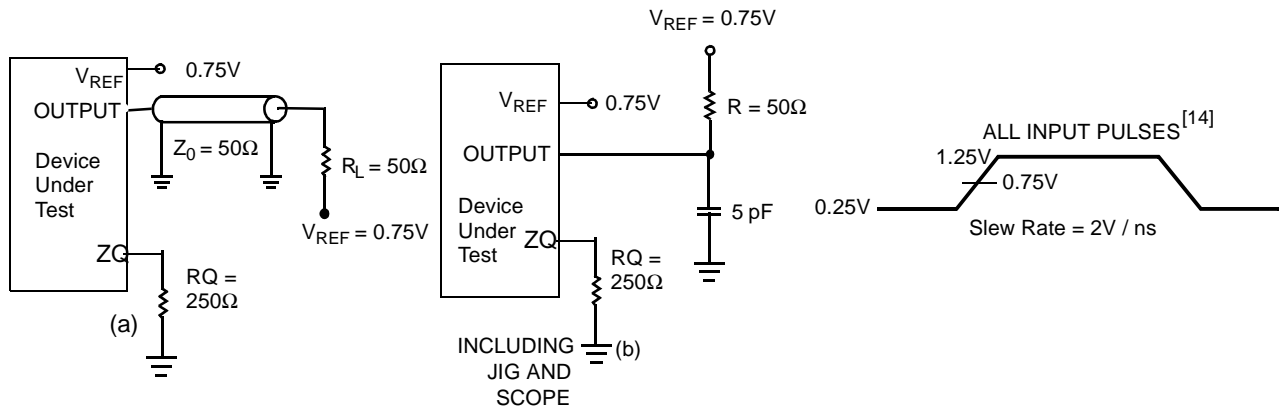 V_REF 0.75V
OUTPUT
Z_0 = 50Ω
Device
Under
Test
R_L = 50Ω
V_REF = 0.75V
ZQ
RQ =
250Ω
(a)
V_REF = 0.75V
R = 50Ω
V_REF 0.75V
OUTPUT
Device
Under
Test
ZQ
5 pF
RQ =
250Ω
(b)
INCLUDING
JIG AND
SCOPE
ALL INPUT PULSES[14]
1.25V
0.75V
0.25V
Slew Rate = 2V / ns